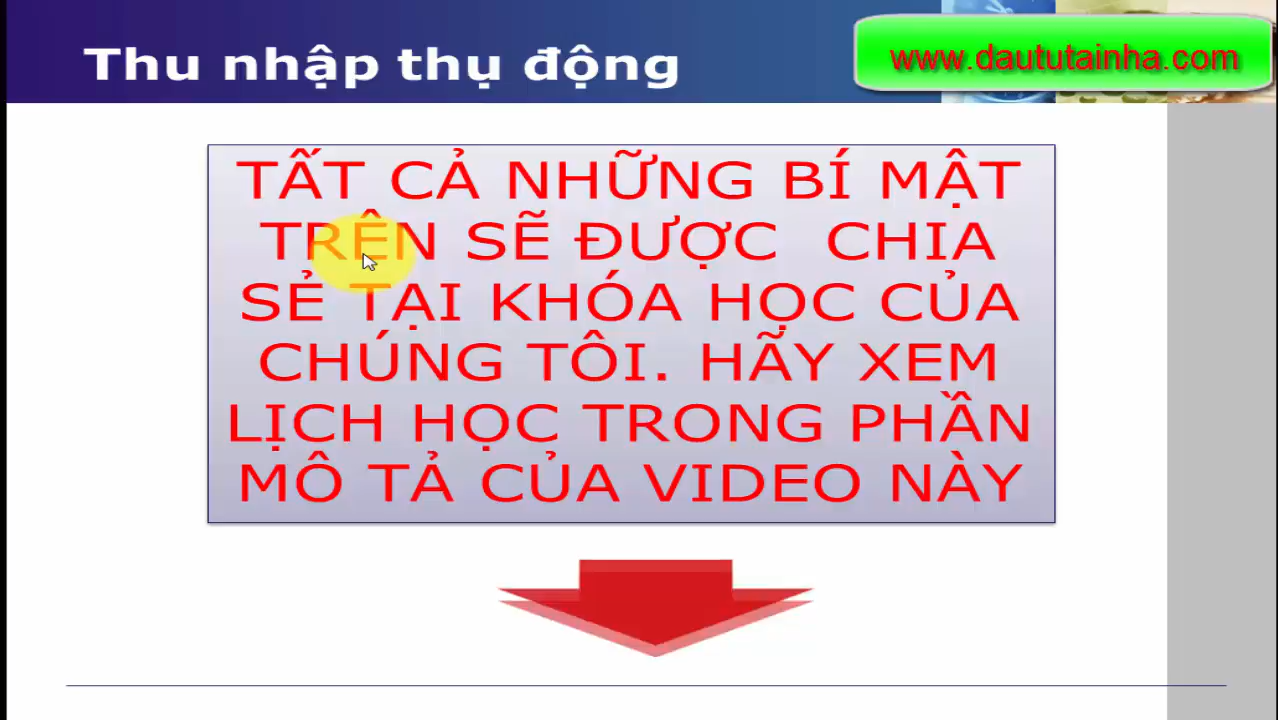 Thu nhập thụ động
www.daututainha.com
TẤT CẢ NHỮNG BÍ MẬT
TRÊN SẼ ĐƯỢC CHIA
SẺ TẠI KHÓA HỌC CỦA
CHÚNG TÔI. HÃY XEM
LỊCH HỌC TRONG PHẦN
MÔ TẢ CỦA VIDEO NÀY